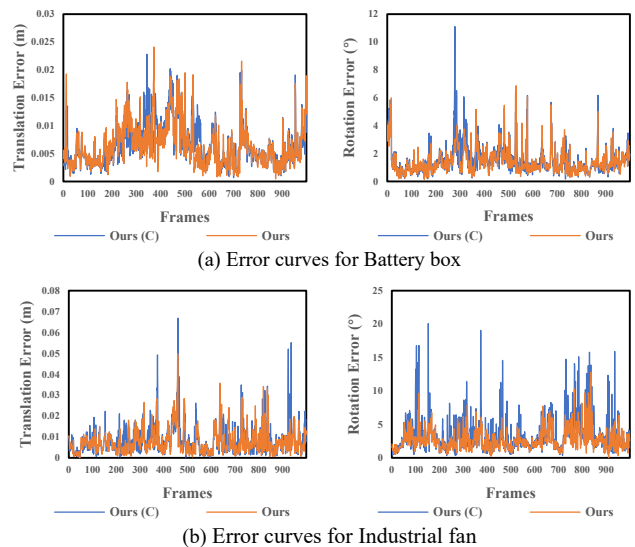 0.03
0.025
0.02
0.015
0.01
0.005
0
Translation Error (m)
0 100 200 300 400 500 600 700 800 900
Frames
Ours (C) Ours
12
10
8
6
4
2
0
Rotation Error (°)
0 100 200 300 400 500 600 700 800 900
Frames
Ours (C) Ours
(a) Error curves for Battery box
0.08
0.07
0.06
0.05
0.04
0.03
0.02
0.01
0
Translation Error (m)
0 100 200 300 400 500 600 700 800 900
Frames
Ours (C) Ours
25
20
15
10
5
0
Rotation Error (°)
0 100 200 300 400 500 600 700 800 900
Frames
Ours (C) Ours
(b) Error curves for Industrial fan